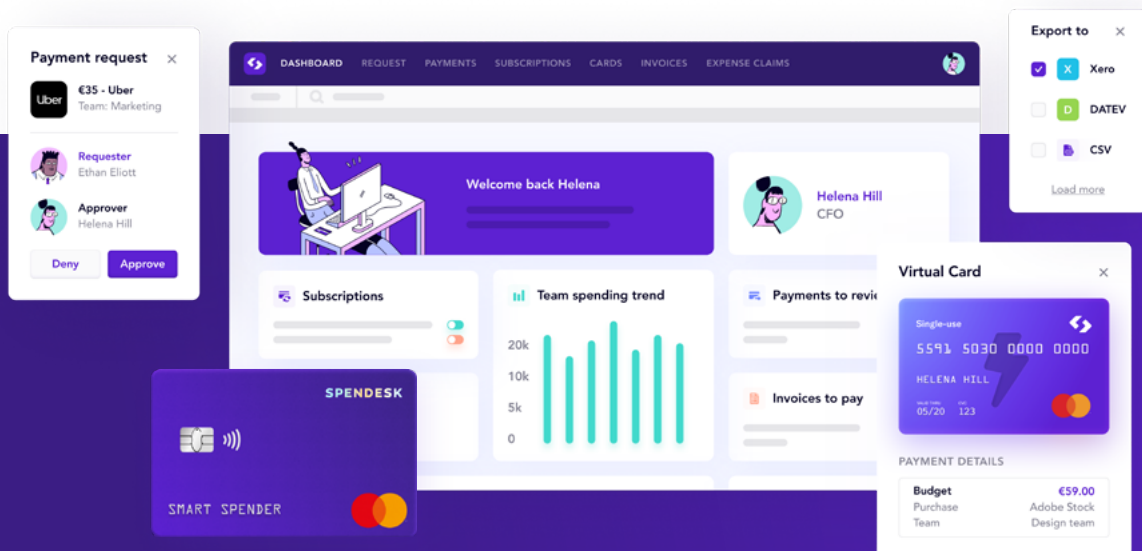 Payment request
Uber
€35 - Uber
Team: Marketing
Requester
Ethan Eliott
Approver
Helena Hill
Deny
Approve
DASHBOARD
REQUEST
PAYMENTS
SUBSCRIPTIONS
CARDS
INVOICES
EXPENSE CLAIMS
Welcome back Helena
Helena Hill
CFO
Subscriptions
Team spending trend
20k
10k
5k
0
Payments to revie
Invoices to pay
SPENDESK
SMART SPENDER
Export to
X Xero
D DATEV
CSV
Load more
Virtual Card
Single-use
5591 5030 0000 0000
HELENA HILL
VALID THRU CVC
05/20 123
PAYMENT DETAILS
Budget €59.00
Purchase Adobe Stock
Team Design team